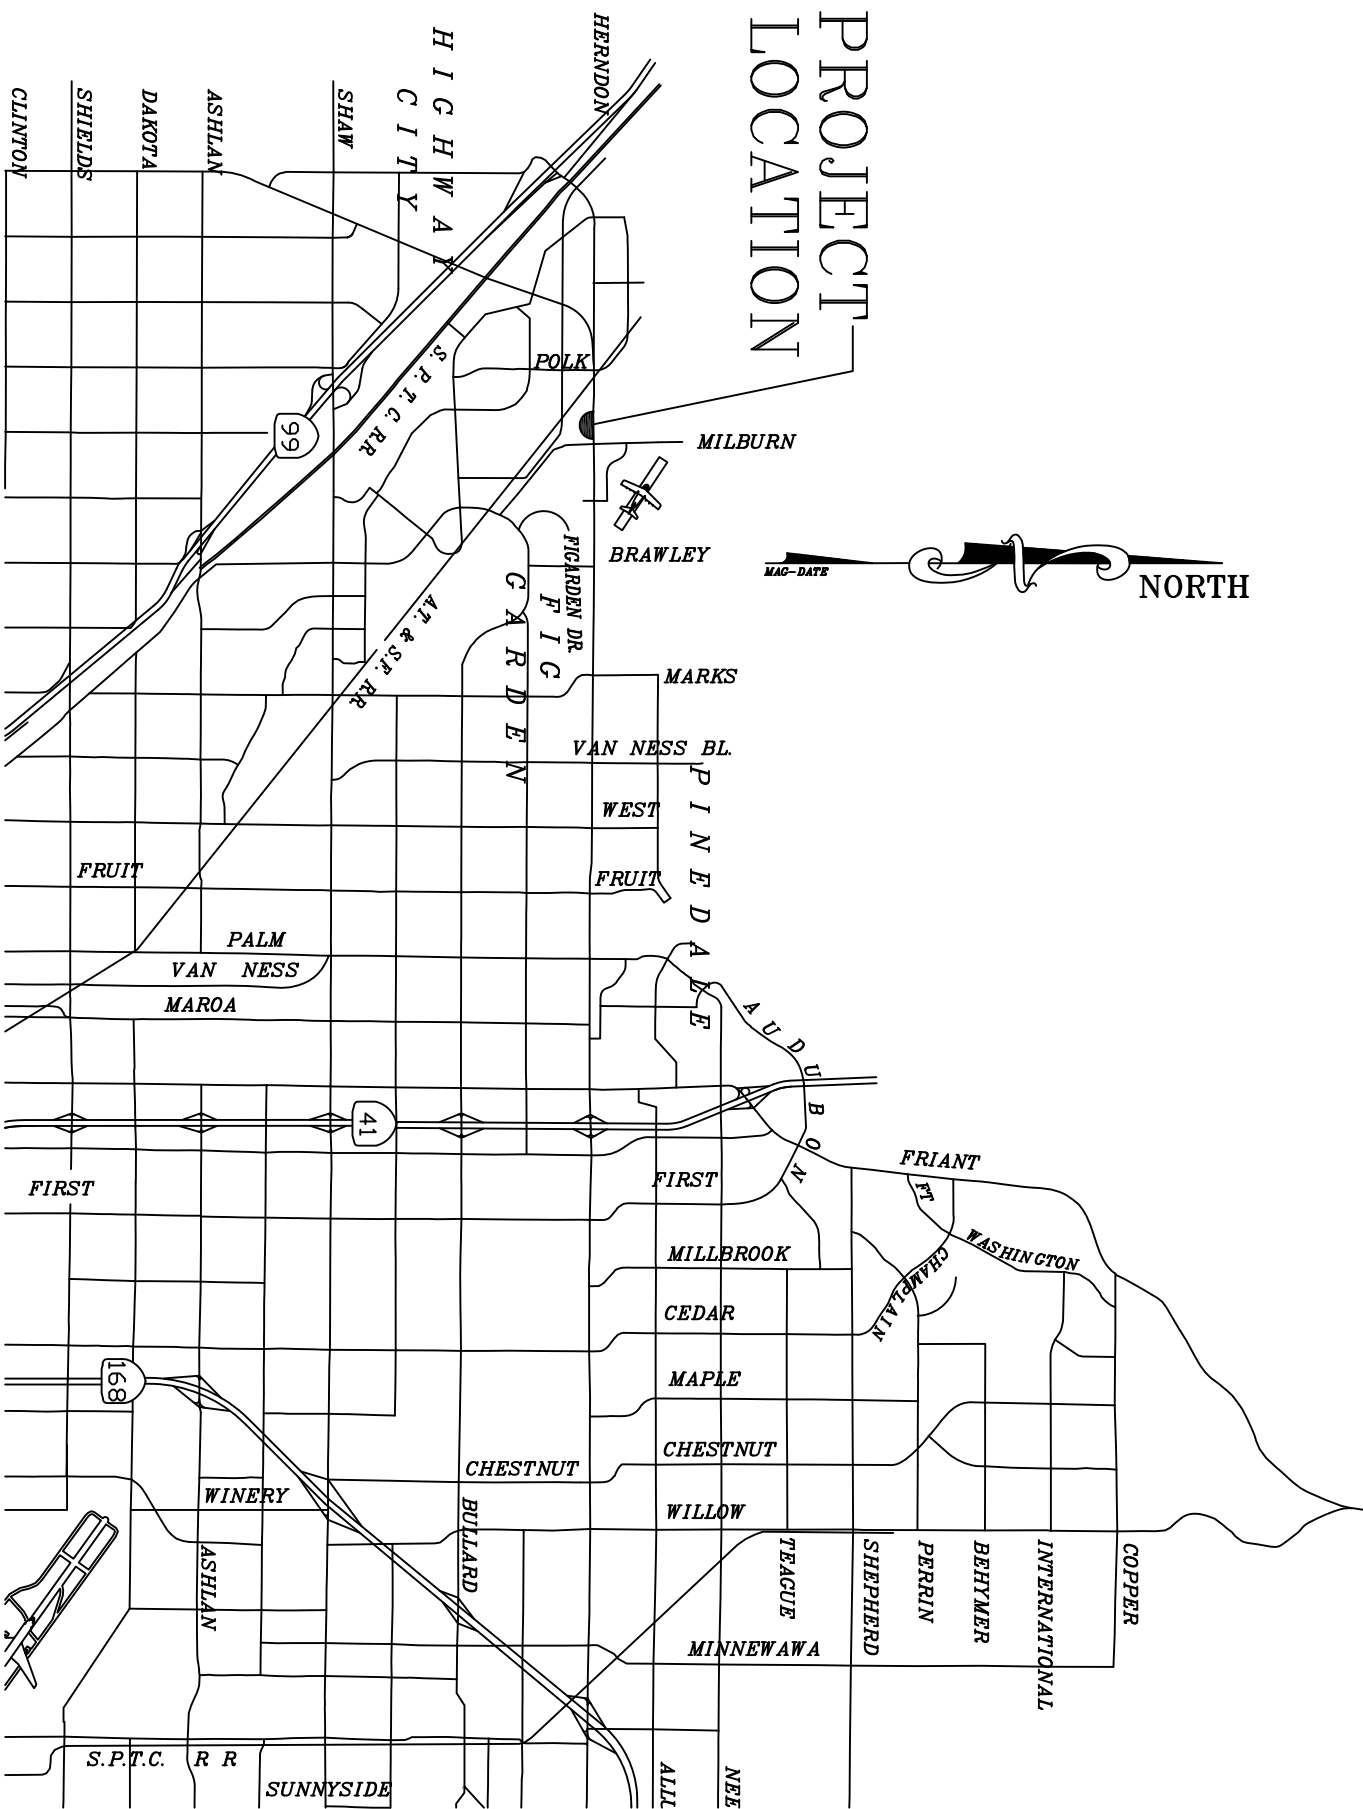 PROJECT
LOCATION
HERNDON
HIGHWAY
CITY
SHAW
ASHLAN
DAKOTA
SHIELDS
CLINTON
S. P. T. C. R.R.
POLK
99
MILBURN
BRAWLEY
MAG-DATE
N
NORTH
FIGARDEN DR.
FIG
GARDEN
A.T. & S.F. R.R.
MARKS
VAN NESS BL.
PINEDALE
WEST
FRUIT
FRUIT
PALM
VAN NESS
MAROA
AUDUBON
41
FIRST
FIRST
FRIANT
FT
WASHINGTON
CHAMPLAIN
MILLBROOK
CEDAR
168
MAPLE
CHESTNUT
CHESTNUT
WINERY
WILLOW
BULLARD
ASHLAN
TEAGUE
SHEPHERD
PERRIN
BEHYMER
INTERNATIONAL
COPPER
MINNEWAWA
S.P.T.C. R R
SUNNYSIDE
NEE